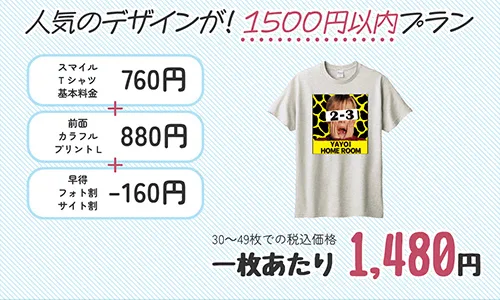 人気のデザインが! 1500円以内プラン
スマイル
Tシャツ
基本料金
760円
+
前面
カラフル
プリントL
880円
+
早得
フォト割
サイト割
-160円
2-3
YAYOI
HOME ROOM
30〜49枚での税込価格
一枚あたり 1,480円